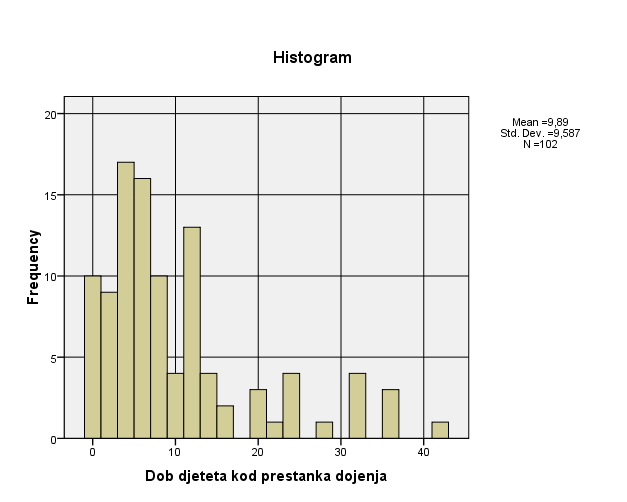 Histogram
Mean =9,89
Std. Dev. =9,587
N =102
Frequency
20
15
10
5
0
0 10 20 30 40
Dob djeteta kod prestanka dojenja